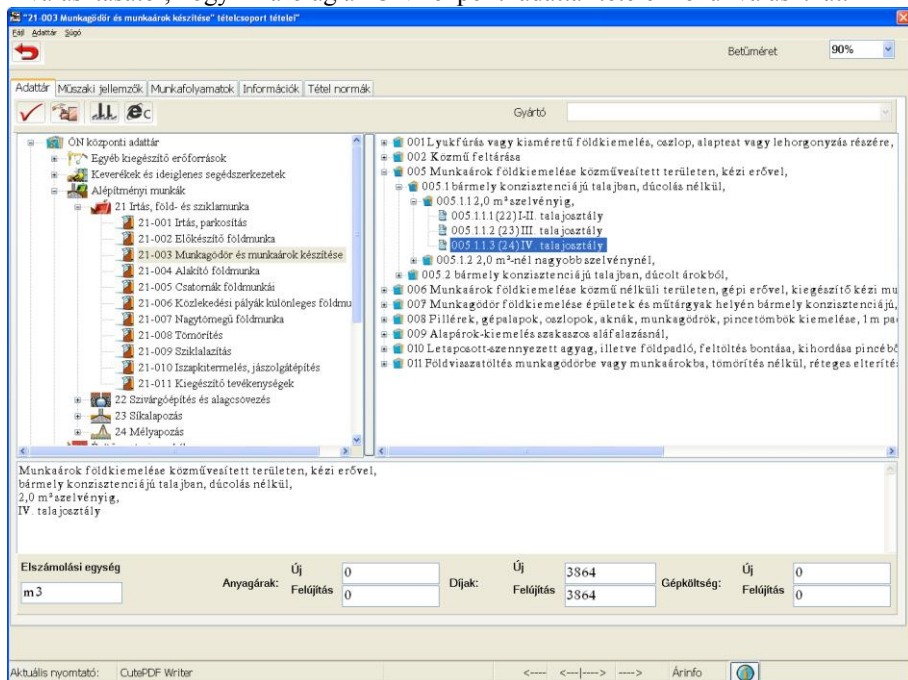 "21-003 Munkagödör és munkaárok készítése" tételcsoport tételei"
Fájl Adattár Súgó
Betűméret 90%
Adattár Műszaki jellemzők Munkafolyamatok Információk Tétel normák
Gyártó
ÖN központi adattár
Egyéb kiegészítő erőforrások
Keverékek és ideiglenes segédszerkezetek
Alépítményi munkák
21 Irtás, föld- és sziklamunka
21-001 Irtás, parkosítás
21-002 Előkészítő földmunka
21-003 Munkagödör és munkaárok készítése
21-004 Alakító földmunka
21-005 Csatornák földmunkái
21-006 Közlekedési pályák különleges földmu
21-007 Nagytömegű földmunka
21-008 Tömörítés
21-009 Sziklalazítás
21-010 Iszapkitermelés, jászolgátépítés
21-011 Kiegészítő tevékenységek
22 Szivárgóépítés és alagcsövezés
23 Síkalapozás
24 Mélyapozás
001 Lyukfúrás vagy kisméretű földkiemelés, oszlop, alaptest vagy lehorgonyzás részére,
002 Közmű feltárása
005 Munkaárok földkiemelése közművesített területen, kézi erővel,
005.1 bármely konzisztenciájú talajban, dúcolás nélkül,
005.1.1 2,0 m² szelvényig,
005.1.1.1 (22) I-II. talajosztály
005.1.1.2 (23) III. talajosztály
005.1.1.3 (24) IV. talajosztály
005.1.2 2,0 m²-nél nagyobb szelvénynél,
005.2 bármely konzisztenciájú talajban, dúcolt árokból,
006 Munkaárok földkiemelése közmű nélküli területen, gépi erővel, kiegészítő kézi mu
007 Munkagödör földkiemelése épületek és műtárgyak helyén bármely konzisztenciájú,
008 Pillérek, gépalapok, oszlopok, aknák, munkagödrök, pincetömbök kiemelése, 1 m pa
009 Alapárok-kiemelés szakaszos aláfalazásnál,
010 Letaposott-szennyezett agyag, illetve földpadló, feltöltés bontása, kihordása pincéb
011 Földvisszatöltés munkagödörbe vagy munkaárokba, tömörítés nélkül, réteges elteríté
Munkaárok földkiemelése közművesített területen, kézi erővel,
bármely konzisztenciájú talajban, dúcolás nélkül,
2,0 m² szelvényig,
IV. talajosztály
Elszámolási egység
m3
Anyagárak: Új 0
Felújítás 0
Díjak: Új 3864
Felújítás 3864
Gépköltség: Új 0
Felújítás 0
Aktuális nyomtató: CutePDF Writer <---- <---|----> ----> Árinfo